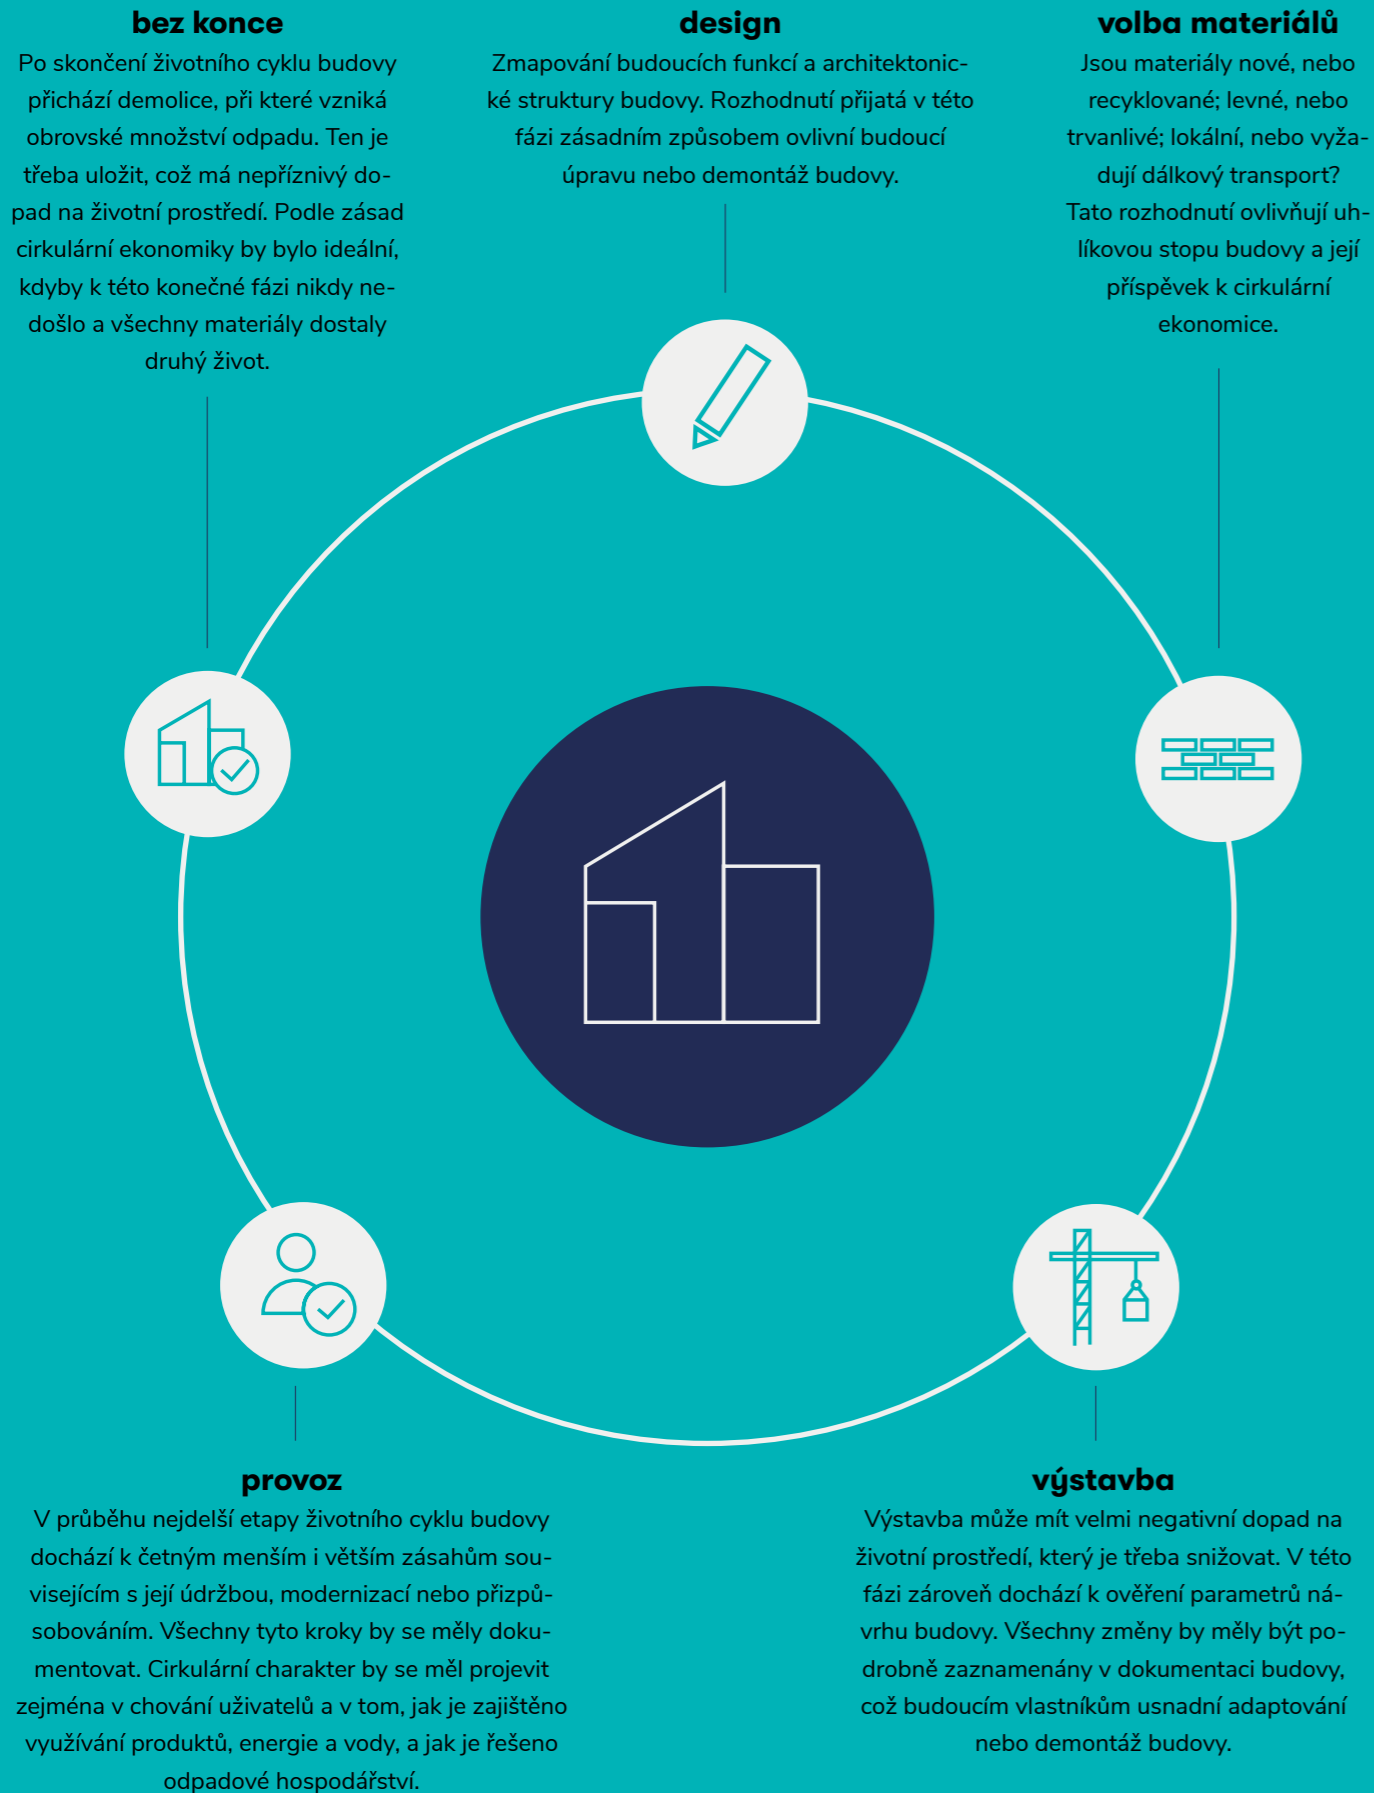 bez konce
Po skončení životního cyklu budovy
přichází demolice, při které vzniká
obrovské množství odpadu. Ten je
třeba uložit, což má nepříznivý do-
pad na životní prostředí. Podle zásad
cirkulární ekonomiky by bylo ideální,
kdyby k této konečné fázi nikdy ne-
došlo a všechny materiály dostaly
druhý život.
design
Zmapování budoucích funkcí a architektonic-
ké struktury budovy. Rozhodnutí přijatá v této
fázi zásadním způsobem ovlivní budoucí
úpravu nebo demontáž budovy.
volba materiálů
Jsou materiály nové, nebo
recyklované; levné, nebo
trvanlivé; lokální, nebo vyža-
dují dálkový transport?
Tato rozhodnutí ovlivňují uh-
líkovou stopu budovy a její
příspěvek k cirkulární
ekonomice.
provoz
V průběhu nejdelší etapy životního cyklu budovy
dochází k četným menším i větším zásahům sou-
visejícím s její údržbou, modernizací nebo přizpů-
sobováním. Všechny tyto kroky by se měly doku-
mentovat. Cirkulární charakter by se měl projevit
zejména v chování uživatelů a v tom, jak je zajištěno
využívání produktů, energie a vody, a jak je řešeno
odpadové hospodářství.
výstavba
Výstavba může mít velmi negativní dopad na
životní prostředí, který je třeba snižovat. V této
fázi zároveň dochází k ověření parametrů ná-
vrhu budovy. Všechny změny by měly být po-
drobně zaznamenány v dokumentaci budovy,
což budoucím vlastníkům usnadní adaptování
nebo demontáž budovy.